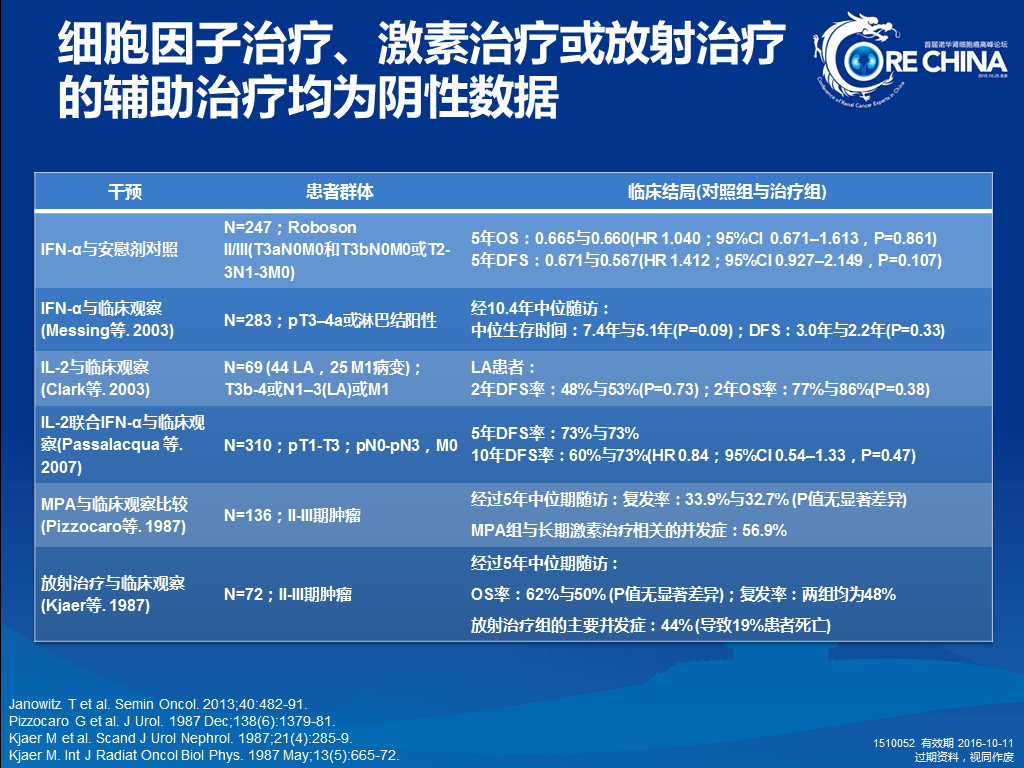 细胞因子治疗、激素治疗或放射治疗
的辅助治疗均为阴性数据
首届诺华肾细胞癌高峰论坛
CORE CHINA
2015.10.25 北京
Conference of Renal Cancer Experts in China
干预
患者群体
临床结局(对照组与治疗组)
IFN-α与安慰剂对照
N=247；Roboson
II/III(T3aN0M0和T3bN0M0或T2-
3N1-3M0)
5年OS：0.665与0.660(HR 1.040；95%CI 0.671–1.613，P=0.861)
5年DFS：0.671与0.567(HR 1.412；95%CI 0.927–2.149，P=0.107)
IFN-α与临床观察
(Messing等. 2003)
N=283；pT3–4a或淋巴结阳性
经10.4年中位随访：
中位生存时间：7.4年与5.1年(P=0.09)；DFS：3.0年与2.2年(P=0.33)
IL-2与临床观察
(Clark等. 2003)
N=69 (44 LA，25 M1病变)；
T3b-4或N1–3(LA)或M1
LA患者：
2年DFS率：48%与53%(P=0.73)；2年OS率：77%与86%(P=0.38)
IL-2联合IFN-α与临床观
察(Passalacqua 等.
2007)
N=310；pT1-T3；pN0-pN3，M0
5年DFS率：73%与73%
10年DFS率：60%与73%(HR 0.84；95%CI 0.54–1.33，P=0.47)
MPA与临床观察比较
(Pizzocaro等. 1987)
N=136；II-III期肿瘤
经过5年中位期随访：复发率：33.9%与32.7% (P值无显著差异)
MPA组与长期激素治疗相关的并发症：56.9%
放射治疗与临床观察
(Kjaer等. 1987)
N=72；II-III期肿瘤
经过5年中位期随访：
OS率：62%与50% (P值无显著差异)；复发率：两组均为48%
放射治疗组的主要并发症：44% (导致19%患者死亡)
Janowitz T et al. Semin Oncol. 2013;40:482-91.
Pizzocaro G et al. J Urol. 1987 Dec;138(6):1379-81.
Kjaer M et al. Scand J Urol Nephrol. 1987;21(4):285-9.
Kjaer M. Int J Radiat Oncol Biol Phys. 1987 May;13(5):665-72.
1510052 有效期 2016-10-11
过期资料，视同作废